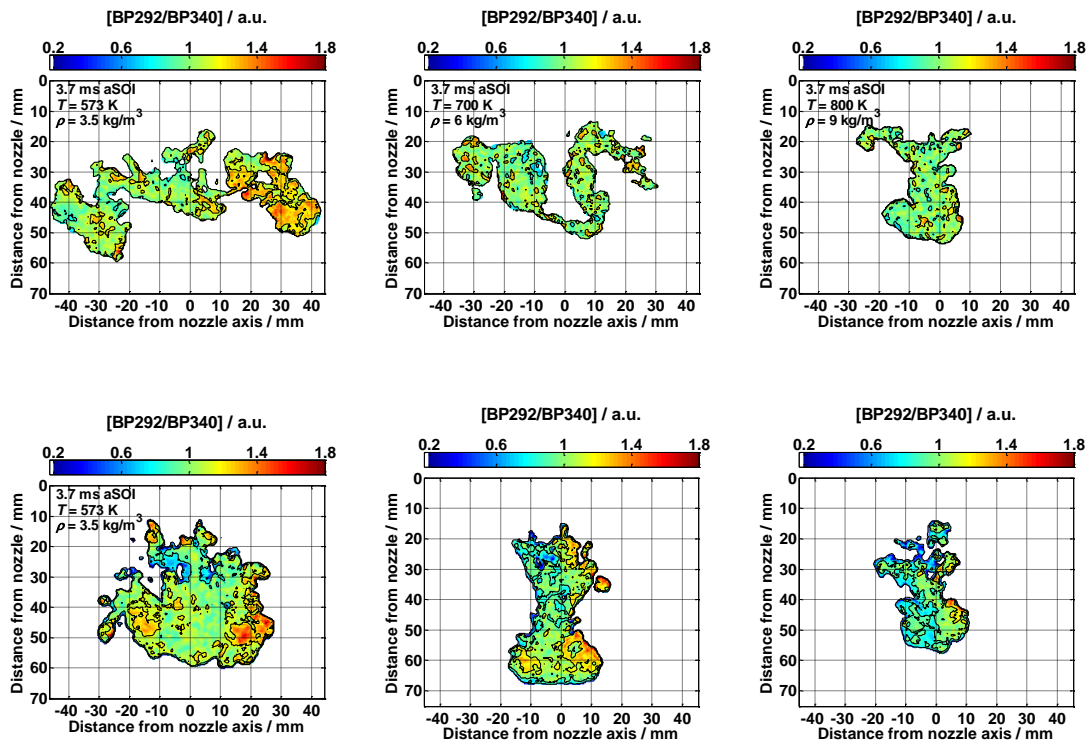 [BP292/BP340] / a.u.
0.2 0.6 1 1.4 1.8
3.7 ms aSOI
T = 573 K
ρ = 3.5 kg/m³
0
10
20
30
40
50
60
70
Distance from nozzle / mm
-40 -30 -20 -10 0 10 20 30 40
Distance from nozzle axis / mm
[BP292/BP340] / a.u.
0.2 0.6 1 1.4 1.8
3.7 ms aSOI
T = 700 K
ρ = 6 kg/m³
0
10
20
30
40
50
60
70
Distance from nozzle / mm
-40 -30 -20 -10 0 10 20 30 40
Distance from nozzle axis / mm
[BP292/BP340] / a.u.
0.2 0.6 1 1.4 1.8
3.7 ms aSOI
T = 800 K
ρ = 9 kg/m³
0
10
20
30
40
50
60
70
Distance from nozzle / mm
-40 -30 -20 -10 0 10 20 30 40
Distance from nozzle axis / mm
[BP292/BP340] / a.u.
0.2 0.6 1 1.4 1.8
3.7 ms aSOI
T = 573 K
ρ = 3.5 kg/m³
0
10
20
30
40
50
60
70
Distance from nozzle / mm
-40 -30 -20 -10 0 10 20 30 40
Distance from nozzle axis / mm
[BP292/BP340] / a.u.
0.2 0.6 1 1.4 1.8
0
10
20
30
40
50
60
70
Distance from nozzle / mm
-40 -30 -20 -10 0 10 20 30 40
Distance from nozzle axis / mm
[BP292/BP340] / a.u.
0.2 0.6 1 1.4 1.8
0
10
20
30
40
50
60
70
Distance from nozzle / mm
-40 -30 -20 -10 0 10 20 30 40
Distance from nozzle axis / mm